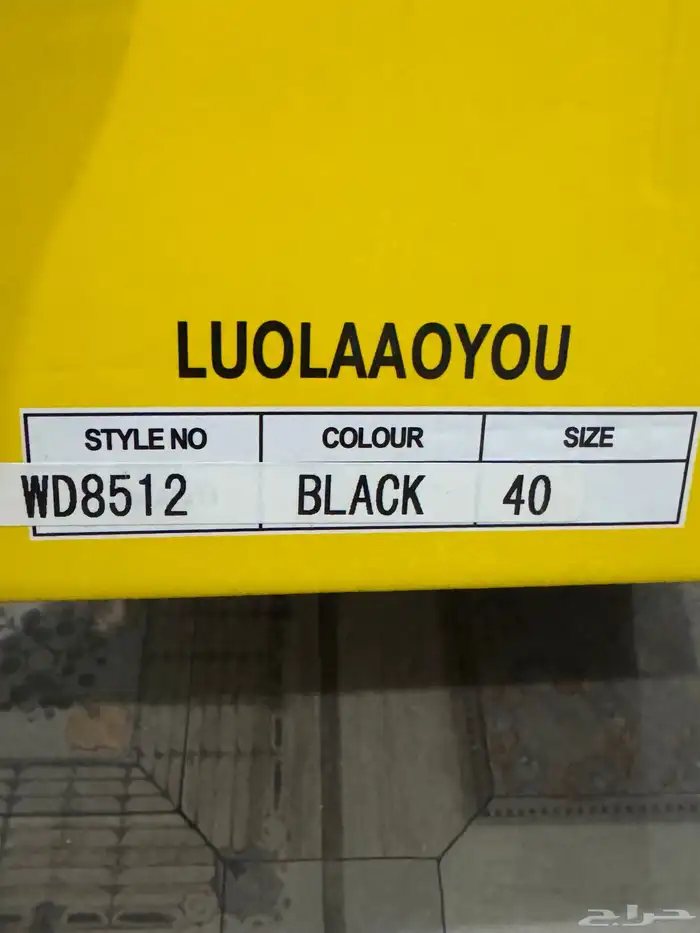 LUOLAAOYOU
STYLE NO COLOUR SIZE
WD8512 BLACK 40
حراج